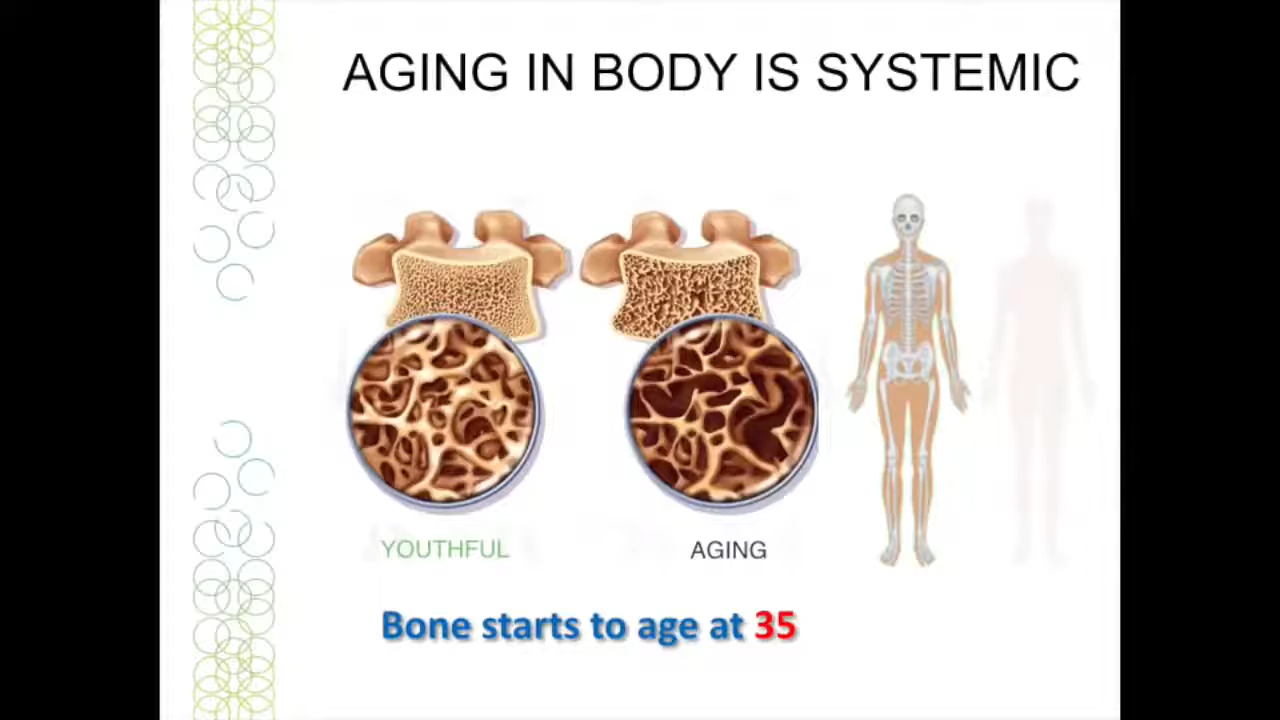 AGING IN BODY IS SYSTEMIC
YOUTHFUL
AGING
Bone starts to age at 35